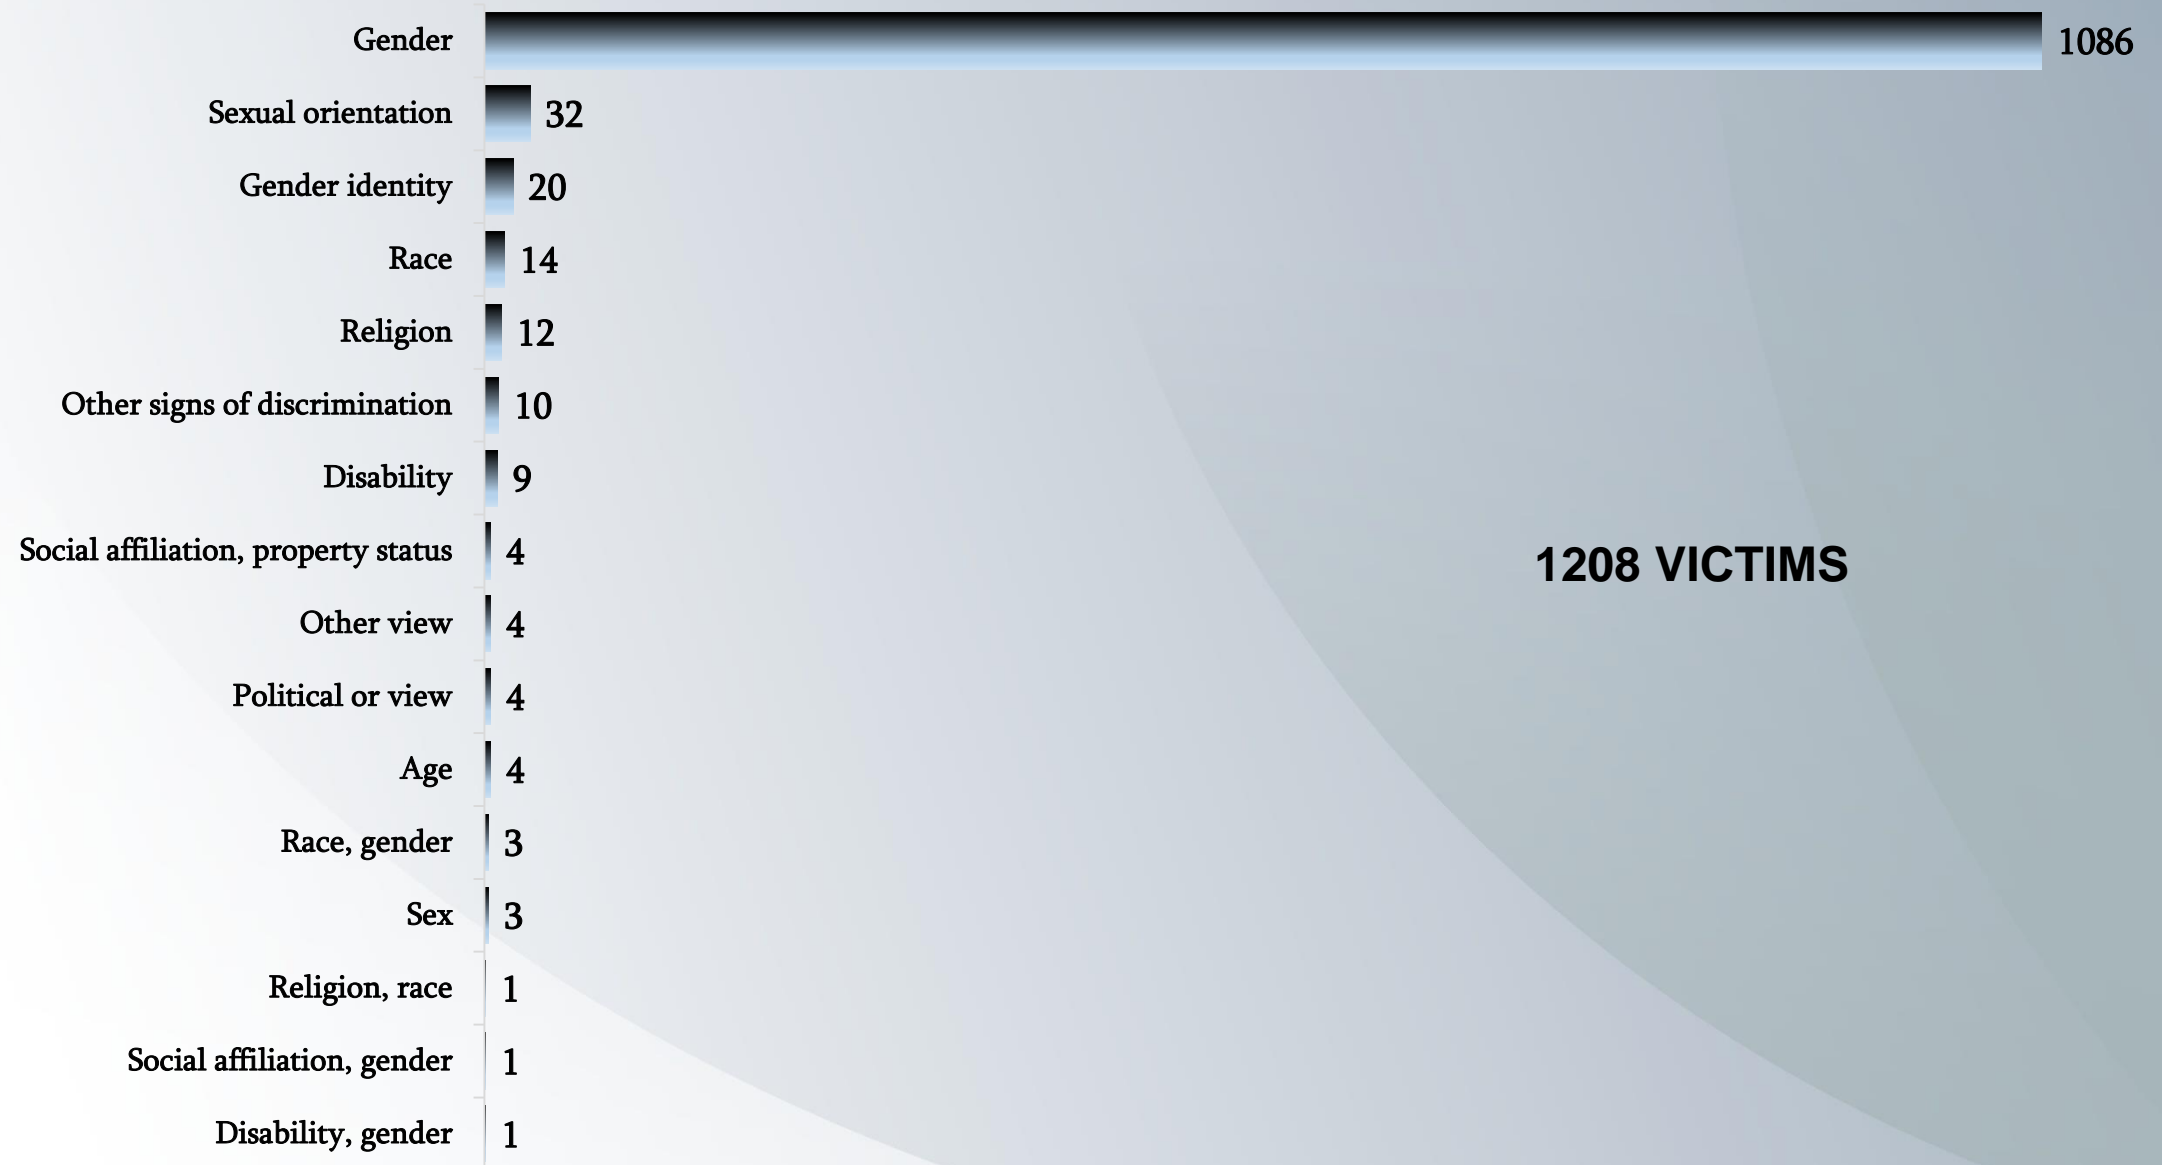 Gender 1086
Sexual orientation 32
Gender identity 20
Race 14
Religion 12
Other signs of discrimination 10
Disability 9
Social affiliation, property status 4
1208 VICTIMS
Other view 4
Political or view 4
Age 4
Race, gender 3
Sex 3
Religion, race 1
Social affiliation, gender 1
Disability, gender 1